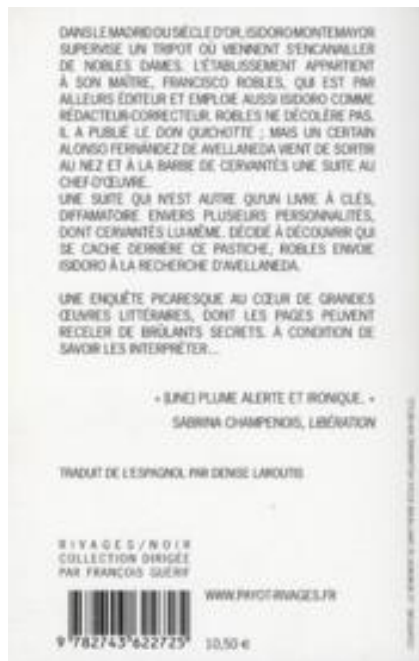 DANS LE MADRID DU SIÈCLE D'OR, ISIDORO MONTEMAYOR
SUPERVISE UN TRIPOT OÙ VIENNENT S'ENCANAILLER
DE NOBLES DAMES. L'ÉTABLISSEMENT APPARTIENT
À SON MAÎTRE, FRANCISCO ROBLES, QUI EST PAR
AILLEURS ÉDITEUR ET EMPLOIE AUSSI ISIDORO COMME
RÉDACTEUR-CORRECTEUR. ROBLES NE DÉCOLÈRE PAS.
IL A PUBLIÉ LE DON QUICHOTTE ; MAIS UN CERTAIN
ALONSO FERNÁNDEZ DE AVELLANEDA VIENT DE SORTIR
AU NEZ ET À LA BARBE DE CERVANTÈS UNE SUITE AU
CHEF-D'ŒUVRE.
UNE SUITE QUI N'EST AUTRE QU'UN LIVRE À CLÉS,
DIFFAMATOIRE ENVERS PLUSIEURS PERSONNALITÉS,
DONT CERVANTÈS LUI-MÊME. DÉCIDÉ À DÉCOUVRIR QUI
SE CACHE DERRIÈRE CE PASTICHE, ROBLES ENVOIE
ISIDORO À LA RECHERCHE D'AVELLANEDA.
UNE ENQUÊTE PICARESQUE AU CŒUR DE GRANDES
ŒUVRES LITTÉRAIRES, DONT LES PAGES PEUVENT
RECELER DE BRÛLANTS SECRETS. À CONDITION DE
SAVOIR LES INTERPRÉTER...
« [UNE] PLUME ALERTE ET IRONIQUE. »
SABRINA CHAMPENOIS, LIBÉRATION
TRADUIT DE L'ESPAGNOL PAR DENISE LAROUTIS
RIVAGES/NOIR
COLLECTION DIRIGÉE
PAR FRANÇOIS GUÉRIF
WWW.PAYOT-RIVAGES.FR
9 782743 622725
10,50 €